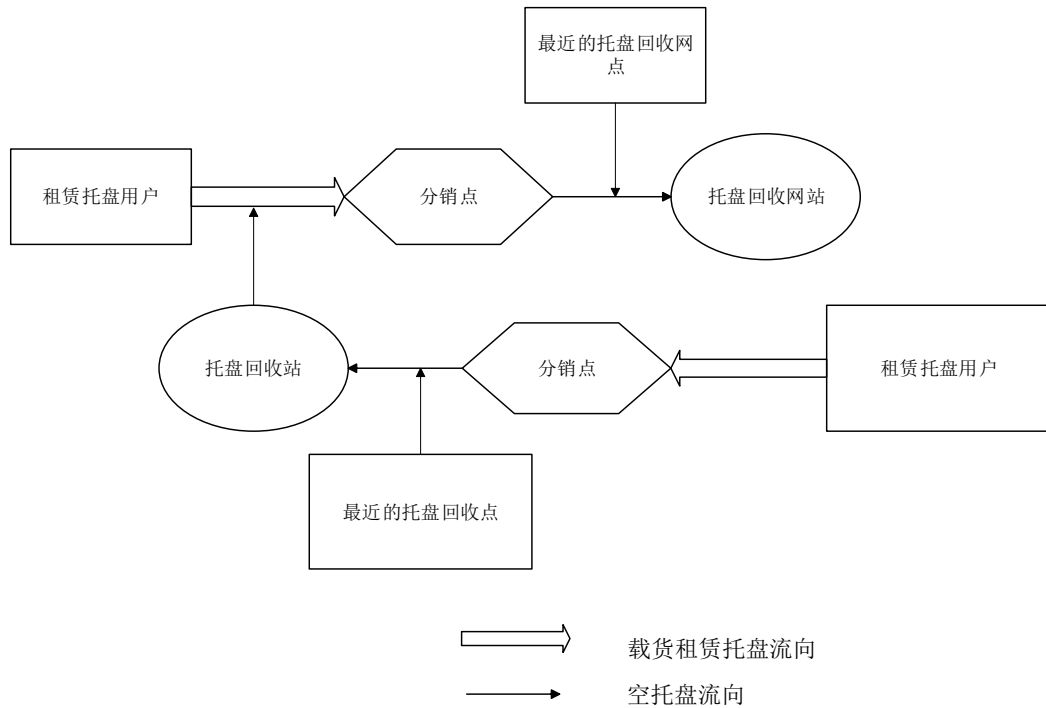 最近的托盘回收网
点
租赁托盘用户
分销点
托盘回收网站
托盘回收站
分销点
租赁托盘用户
最近的托盘回收点
载货租赁托盘流向
空托盘流向